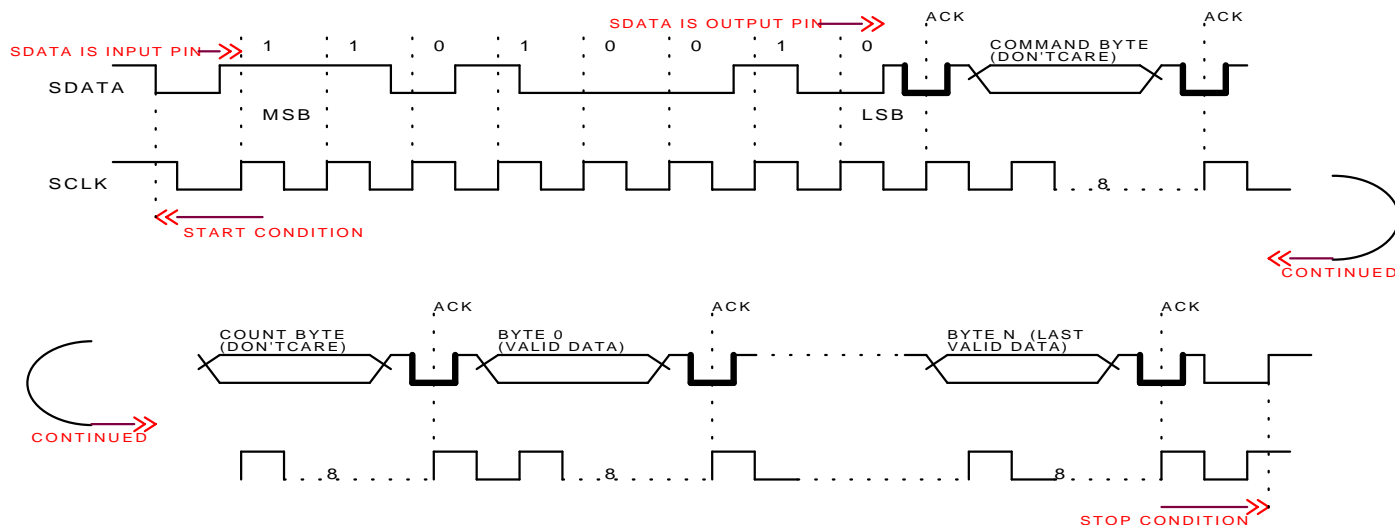 SDATA IS OUTPUT PIN
ACK
ACK
SDATA IS INPUT PIN
1 1 0 1 0 0 1 0
COMMAND BYTE
(DON'TCARE)
SDATA
MSB
LSB
SCLK
8
START CONDITION
CONTINUED
ACK
ACK
ACK
COUNT BYTE
(DON'TCARE)
BYTE 0
(VALID DATA)
BYTE N (LAST
VALID DATA)
CONTINUED
8
8
8
STOP CONDITION